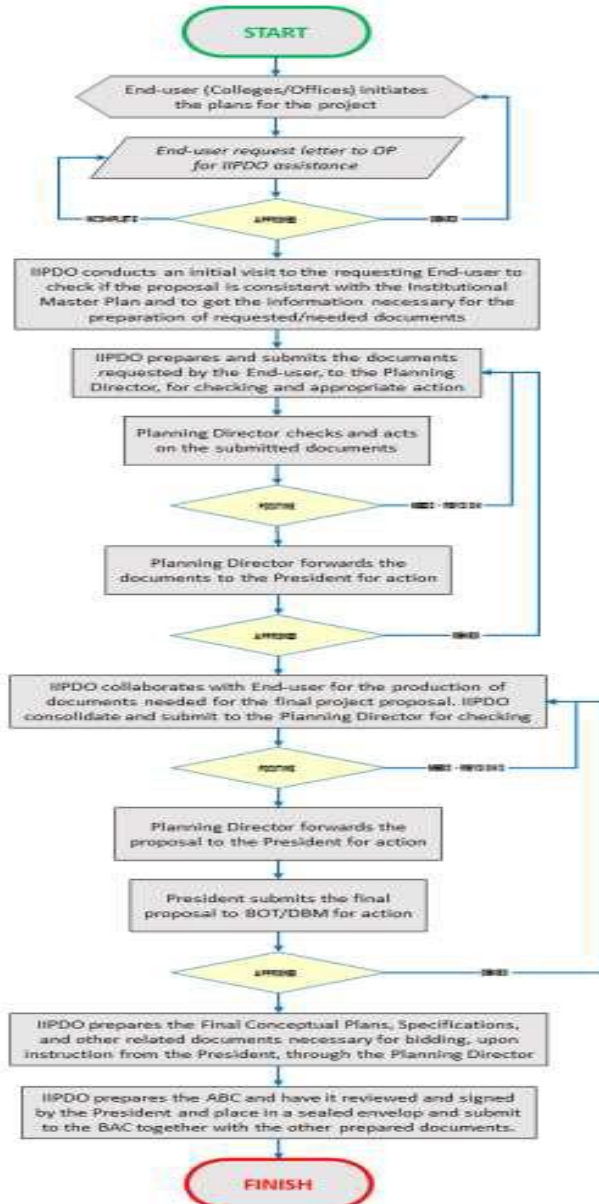 START
End-user (Colleges/Offices) initiates
the plans for the project
End-user request letter to OP
for IIPDO assistance
IIPDO conducts an initial visit to the requesting End-user to
check if the proposal is consistent with the Institutional
Master Plan and to get the information necessary for the
preparation of requested/needed documents
IIPDO prepares and submits the documents
requested by the End-user, to the Planning
Director, for checking and appropriate action
Planning Director checks and acts
on the submitted documents
POSITIVE
Planning Director forwards the
documents to the President for action
IIPDO collaborates with End-user for the production of
documents needed for the final project proposal. IIPDO
consolidate and submit to the Planning Director for checking
POSITIVE
Planning Director forwards the
proposal to the President for action
President submits the final
proposal to BOT/DBM for action
IIPDO prepares the Final Conceptual Plans, Specifications,
and other related documents necessary for bidding, upon
instruction from the President, through the Planning Director
IIPDO prepares the ABC and have it reviewed and signed
by the President and place in a sealed envelop and submit
to the BAC together with the other prepared documents.
FINISH